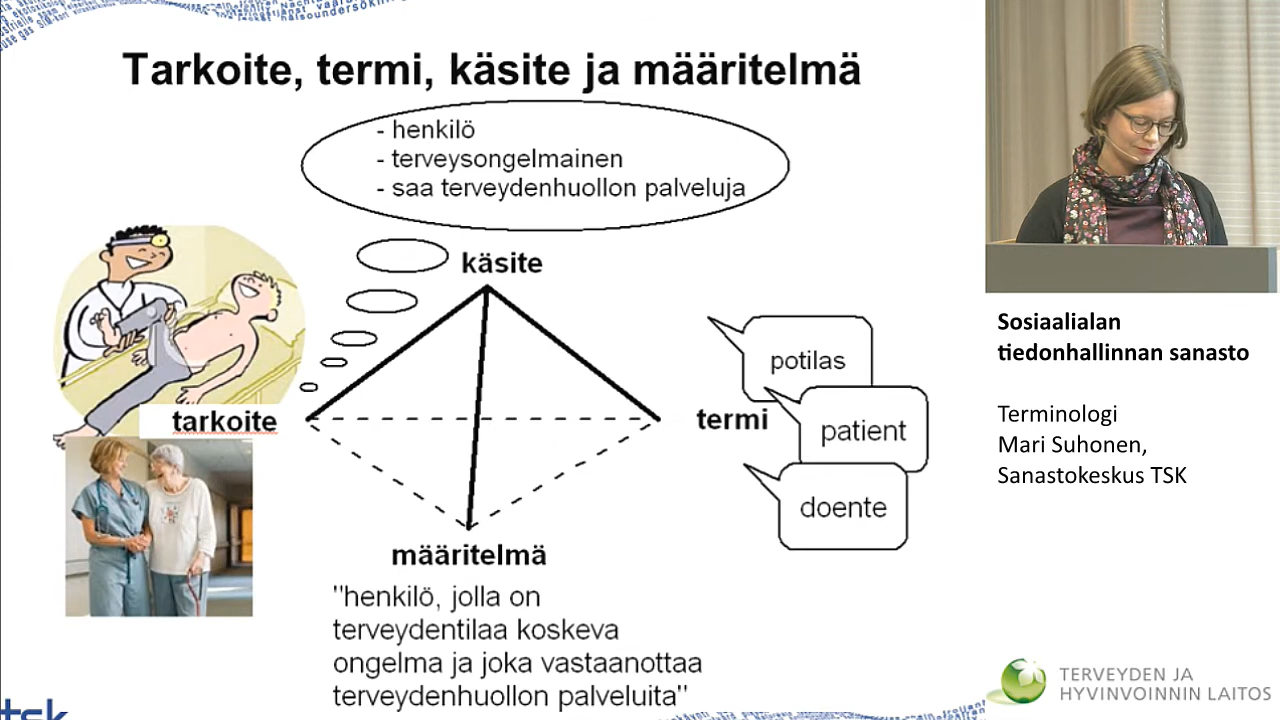 Tarkoite, termi, käsite ja määritelmä
- henkilö
- terveysongelmainen
- saa terveydenhuollon palveluja
käsite
tarkoite
termi
potilas
patient
doente
määritelmä
"henkilö, jolla on
terveydentilaa koskeva
ongelma ja joka vastaanottaa
terveydenhuollon palveluita"
tsk
Sosiaalialan
tiedonhallinnan sanasto
Terminologi
Mari Suhonen,
Sanastokeskus TSK
TERVEYDEN JA
HYVINVOINNIN LAITOS